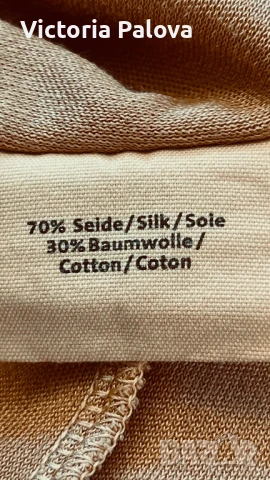 Victoria Palova
70% Seide/Silk/Soie
30% Baumwolle/
Cotton/Coton